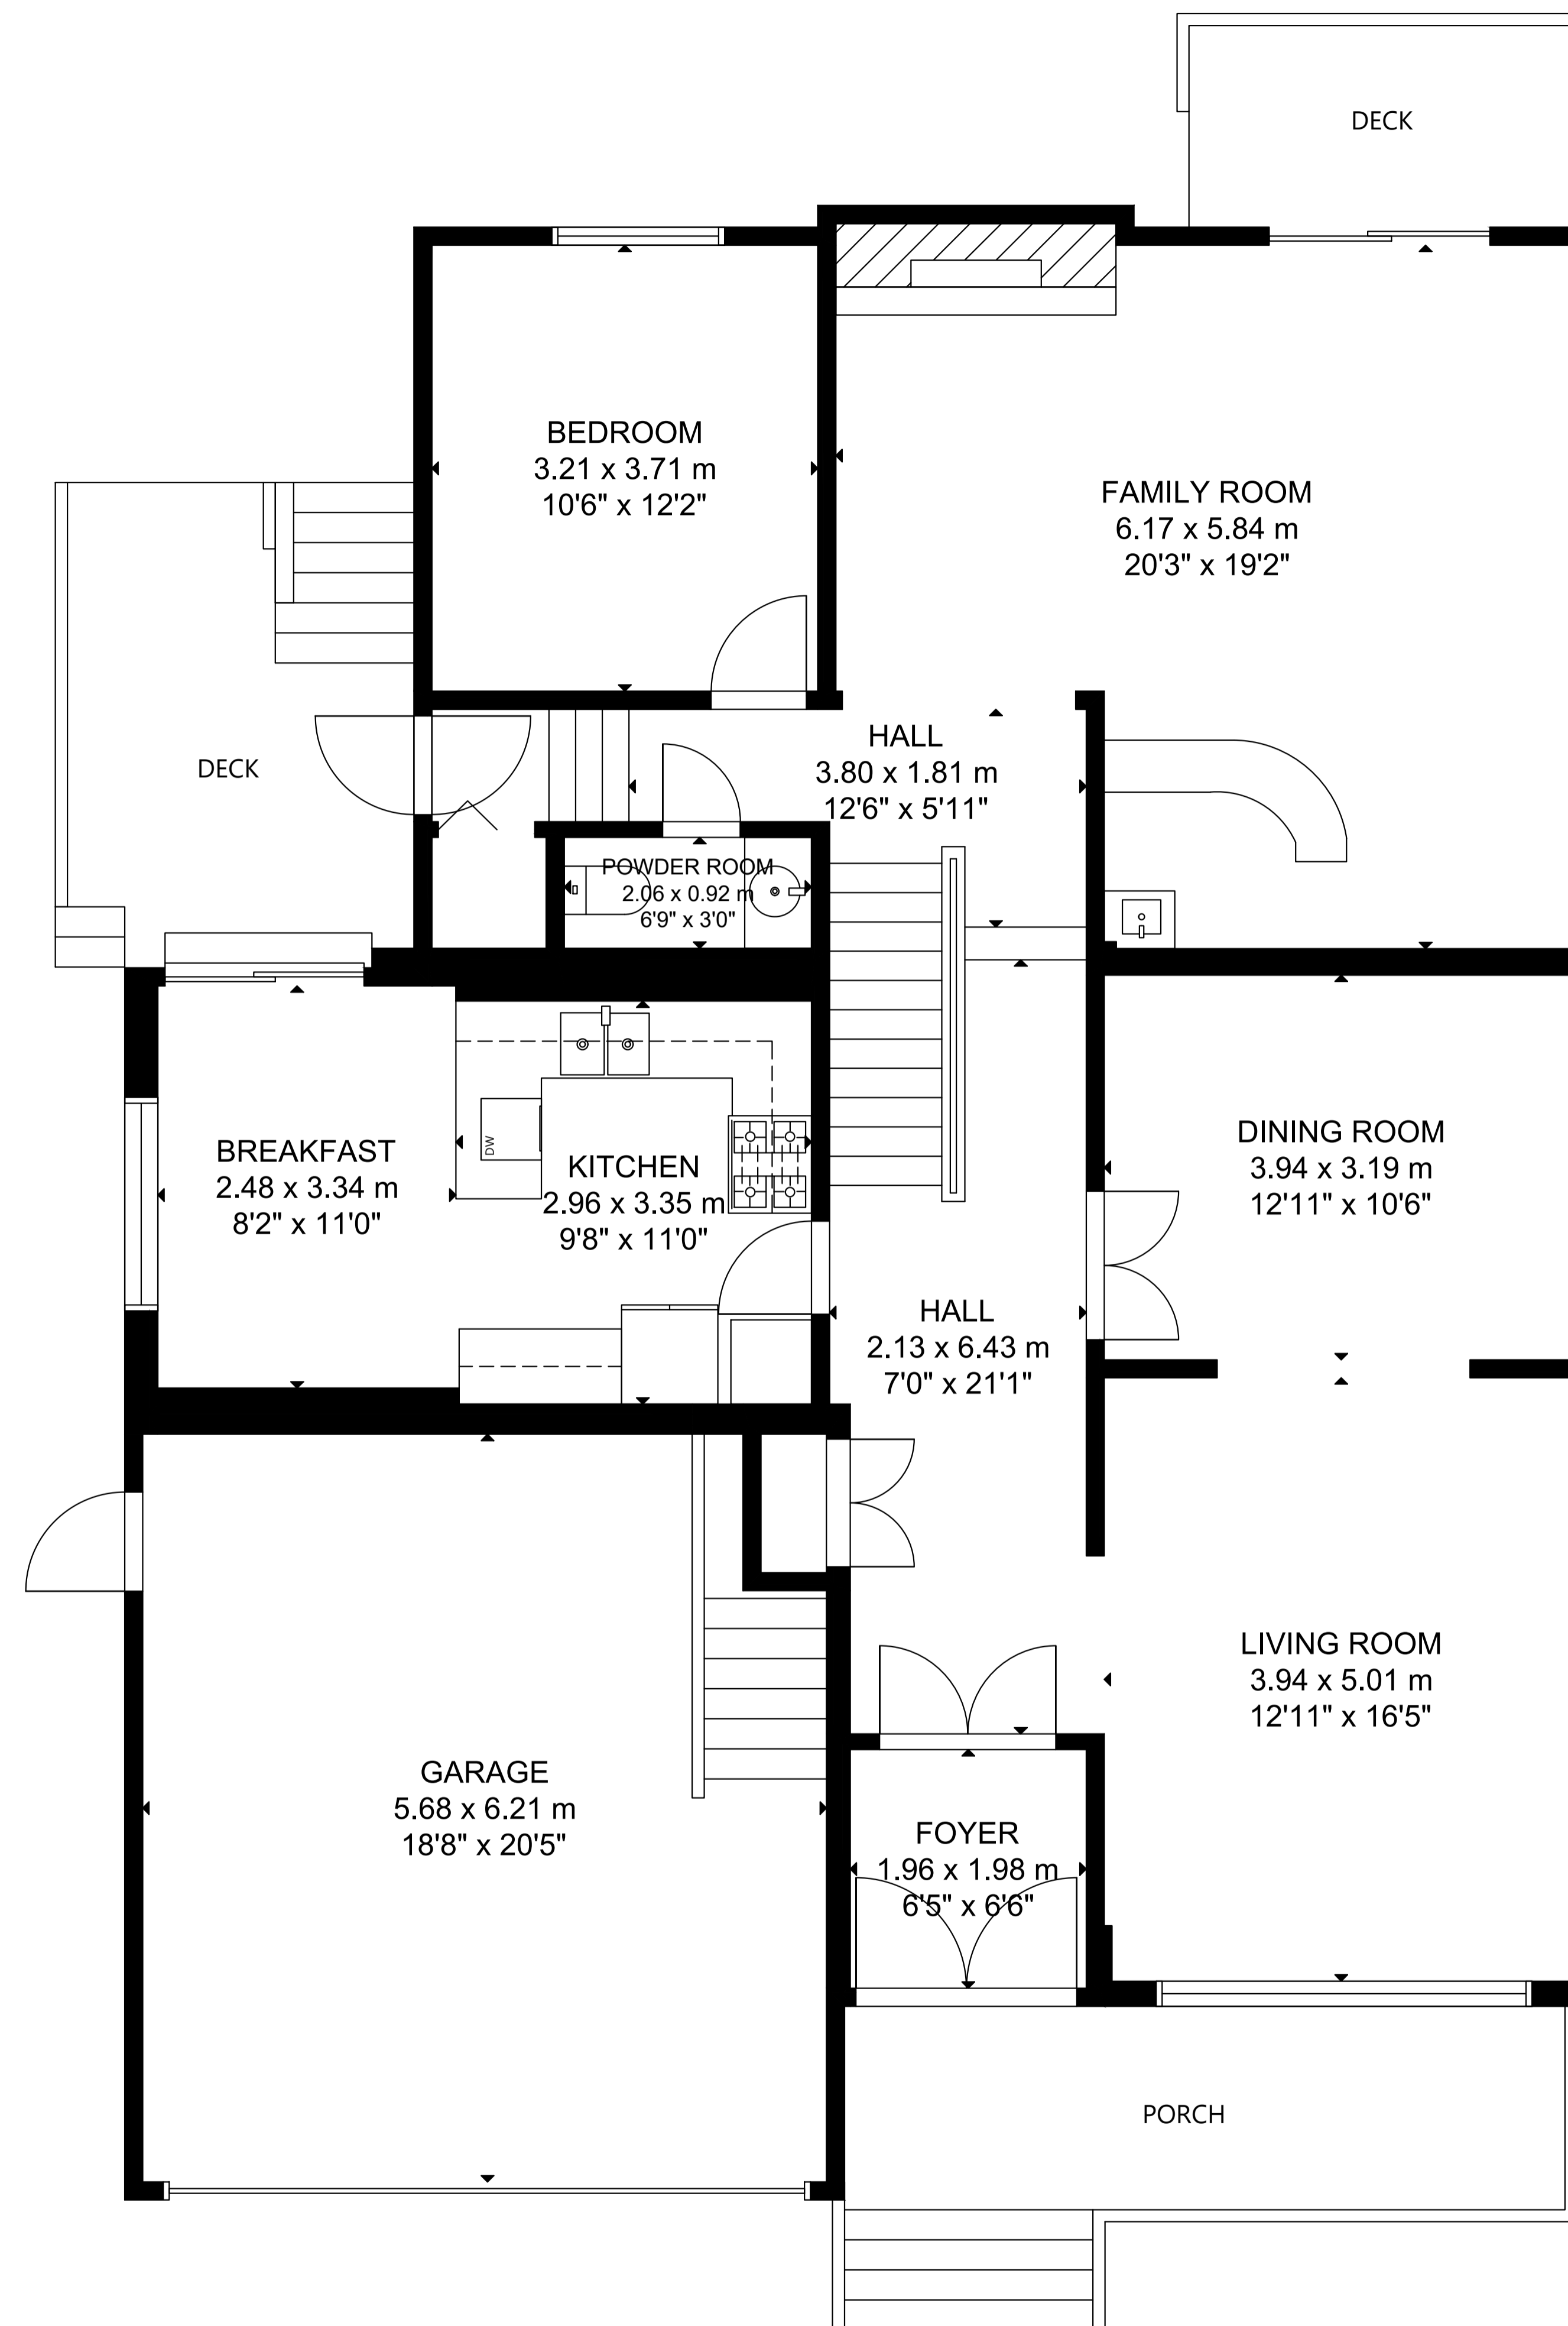 DECK
BEDROOM
3.21 x 3.71 m
10'6" x 12'2"
FAMILY ROOM
6.17 x 5.84 m
20'3" x 19'2"
DECK
HALL
3.80 x 1.81 m
12'6" x 5'11"
POWDER ROOM
2.06 x 0.92 m
6'9" x 3'0"
BREAKFAST
2.48 x 3.34 m
8'2" x 11'0"
DW
KITCHEN
2.96 x 3.35 m
9'8" x 11'0"
DINING ROOM
3.94 x 3.19 m
12'11" x 10'6"
HALL
2.13 x 6.43 m
7'0" x 21'1"
LIVING ROOM
3.94 x 5.01 m
12'11" x 16'5"
GARAGE
5.68 x 6.21 m
18'8" x 20'5"
FOYER
1.96 x 1.98 m
6'5" x 6'6"
PORCH